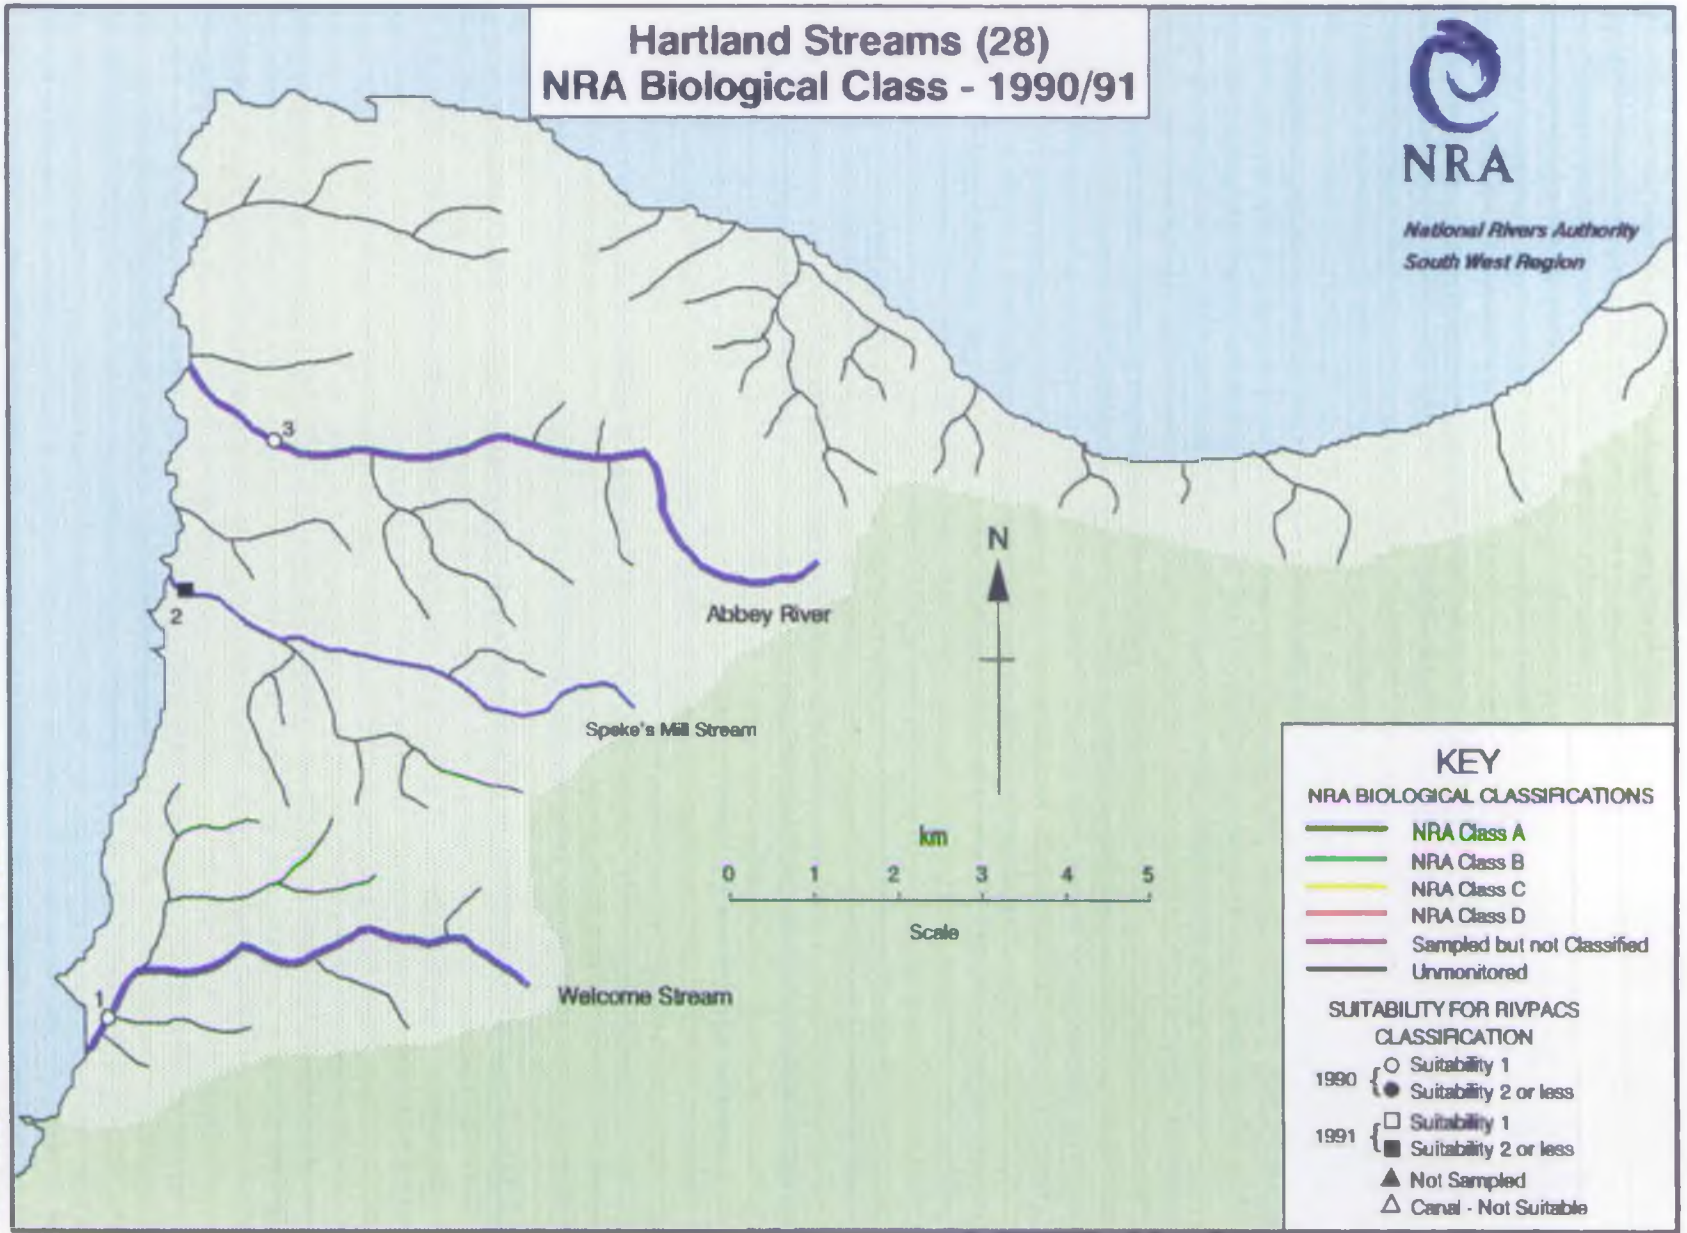 Hartland Streams (28)
NRA Biological Class - 1990/91
NRA
National Rivers Authority
South West Region
3
2
1
Abbey River
Speke's Mill Stream
Welcome Stream
N
km
0 1 2 3 4 5
Scale
KEY
NRA BIOLOGICAL CLASSIFICATIONS
NRA Class A
NRA Class B
NRA Class C
NRA Class D
Sampled but not Classified
Unmonitored
SUITABILITY FOR RIVPACS
CLASSIFICATION
1990 { Suitability 1
Suitability 2 or less
1991 { Suitability 1
Suitability 2 or less
Not Sampled
Canal - Not Suitable